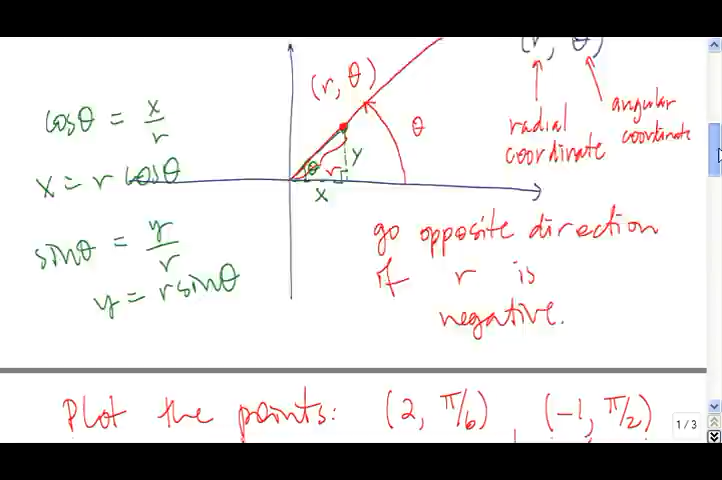 (r, θ)
(r, θ)
cosθ = x/r
θ
radial coordinate
angular coordinate
x = r cosθ
θ
r
y
x
sinθ = y/r
y = r sinθ
go opposite direction
if r is
negative.
Plot the points: (2, π/6), (-1, π/2)
1/3